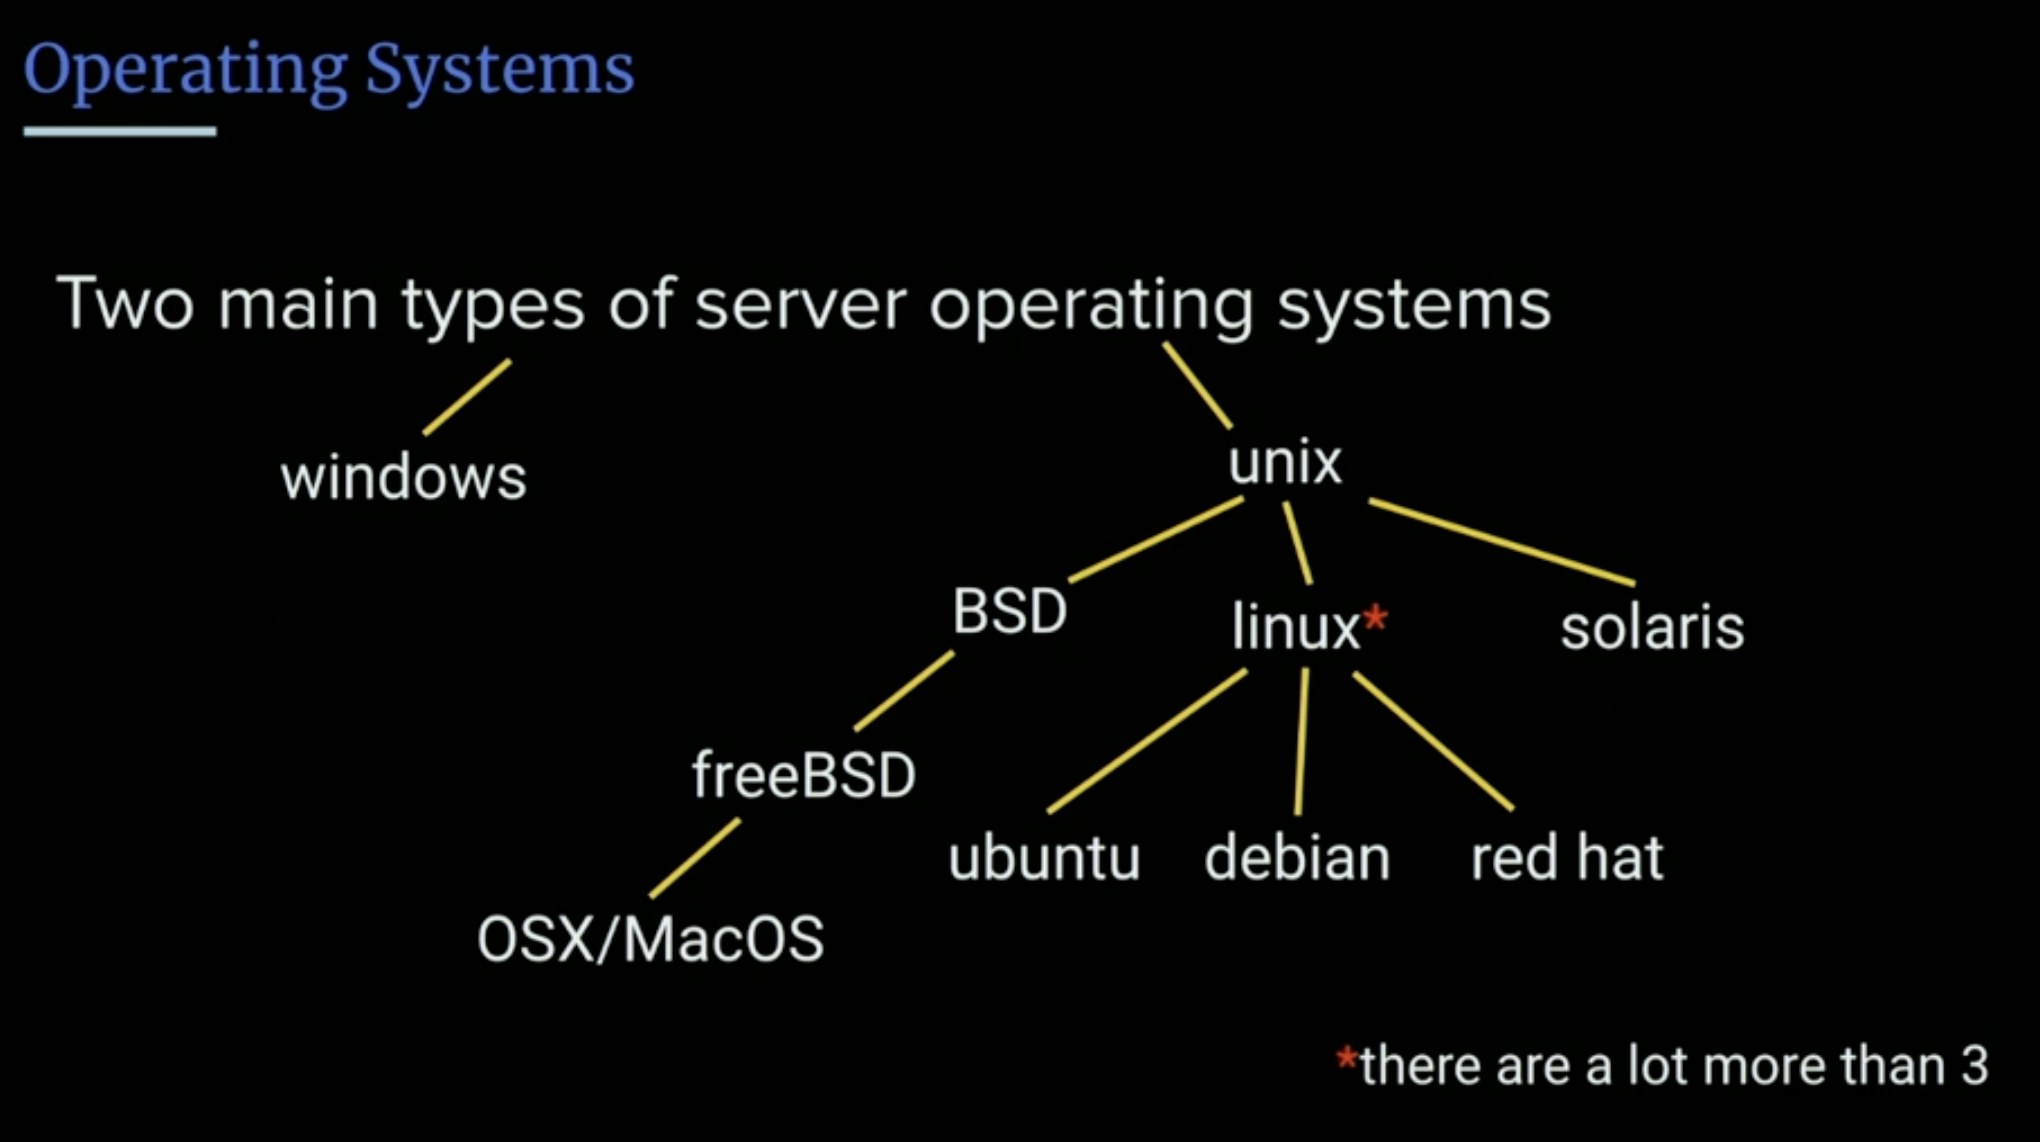 Operating Systems
Two main types of server operating systems
windows
unix
BSD
linux*
solaris
freeBSD
ubuntu
debian
red hat
OSX/MacOS
*there are a lot more than 3